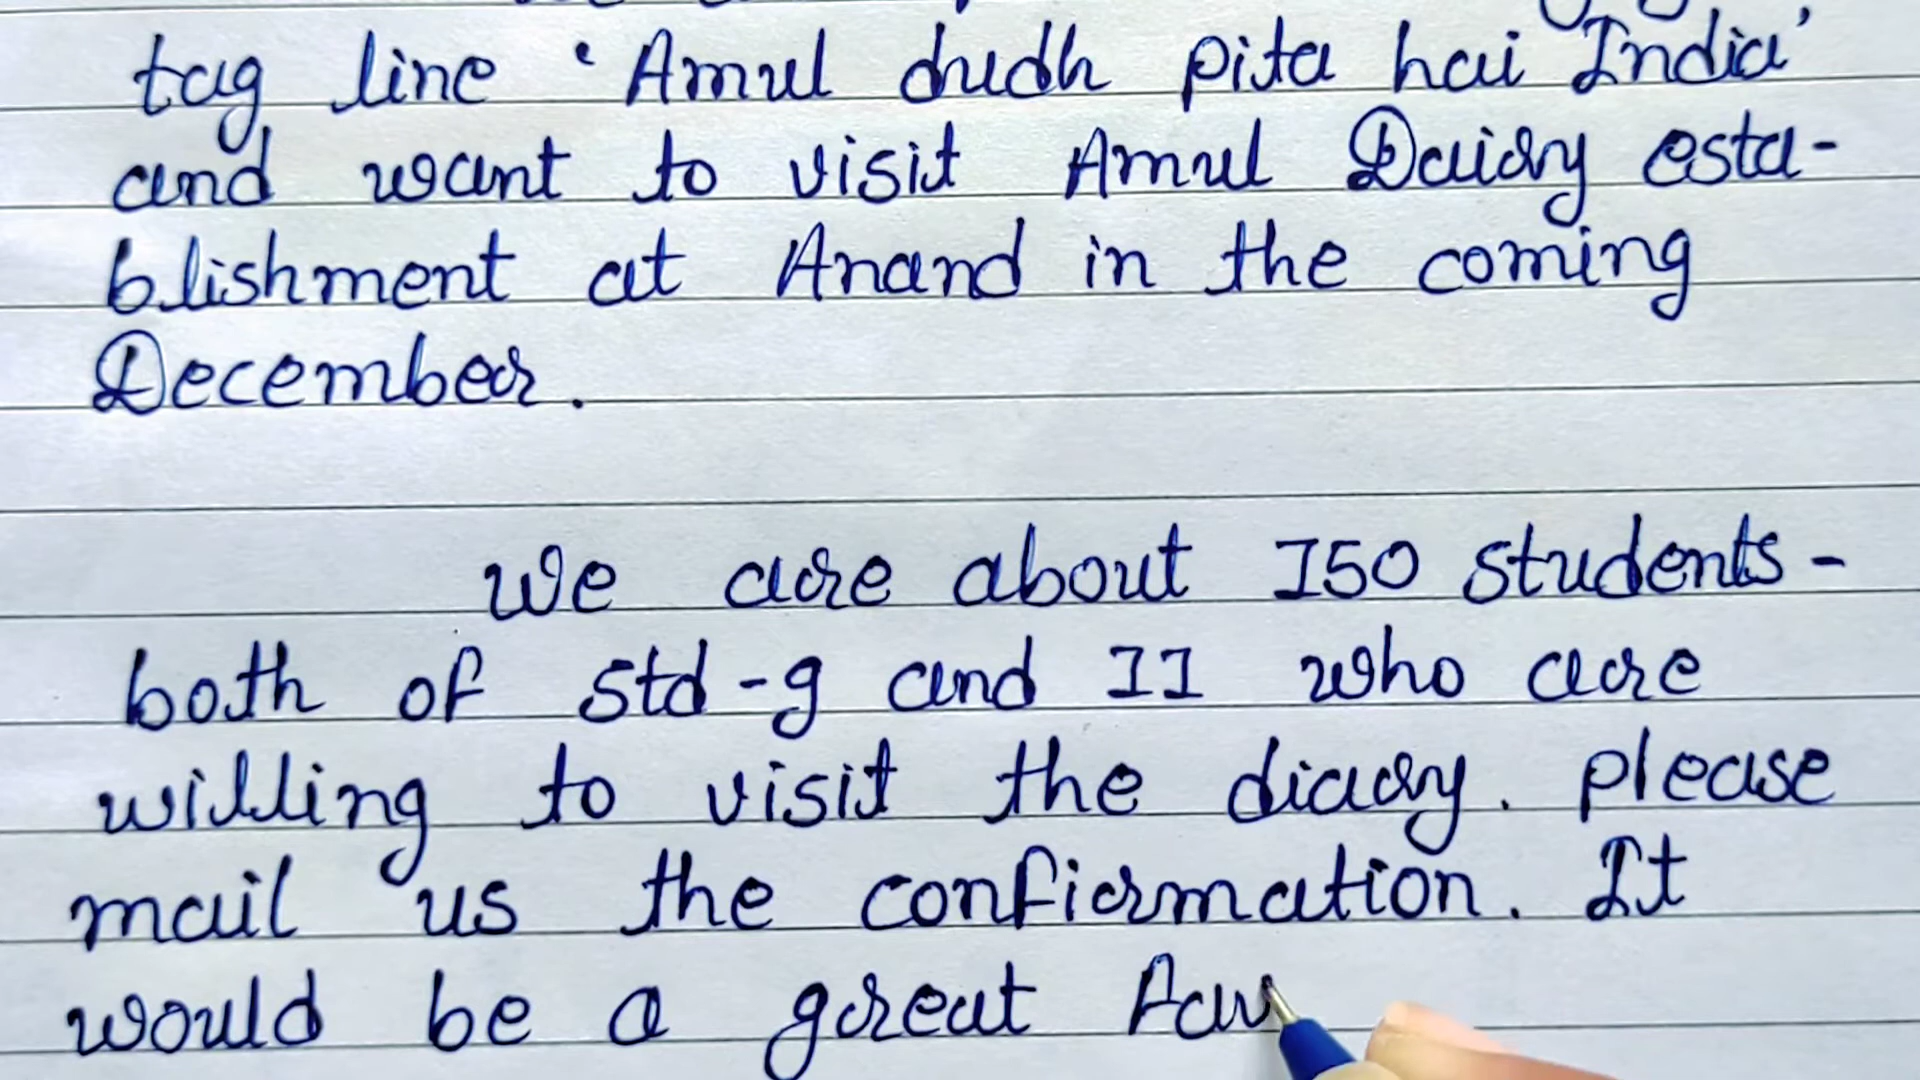 tag line 'Amul dudh pita hai India'
and want to visit Amul Dairy esta-
blishment at Anand in the coming
December.
We are about 150 students -
both of std-9 and 11 who are
willing to visit the diary. please
mail us the confirmation. It
would be a great Fav